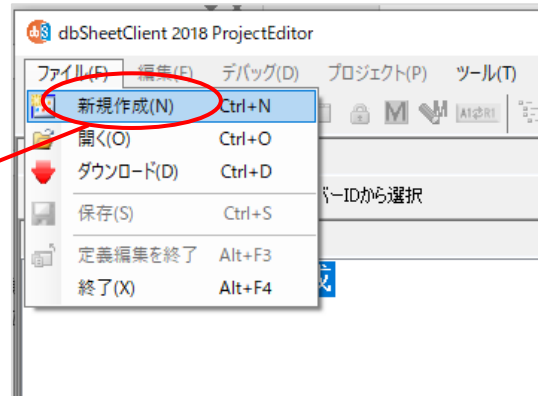 dbSheetClient 2018 ProjectEditor
ファイル(F) 編集(E) デバッグ(D) プロジェクト(P) ツール(T)
新規作成(N) Ctrl+N
開く(O) Ctrl+O
ダウンロード(D) Ctrl+D
バーIDから選択
保存(S) Ctrl+S
定義編集を終了 Alt+F3
終了(X) Alt+F4